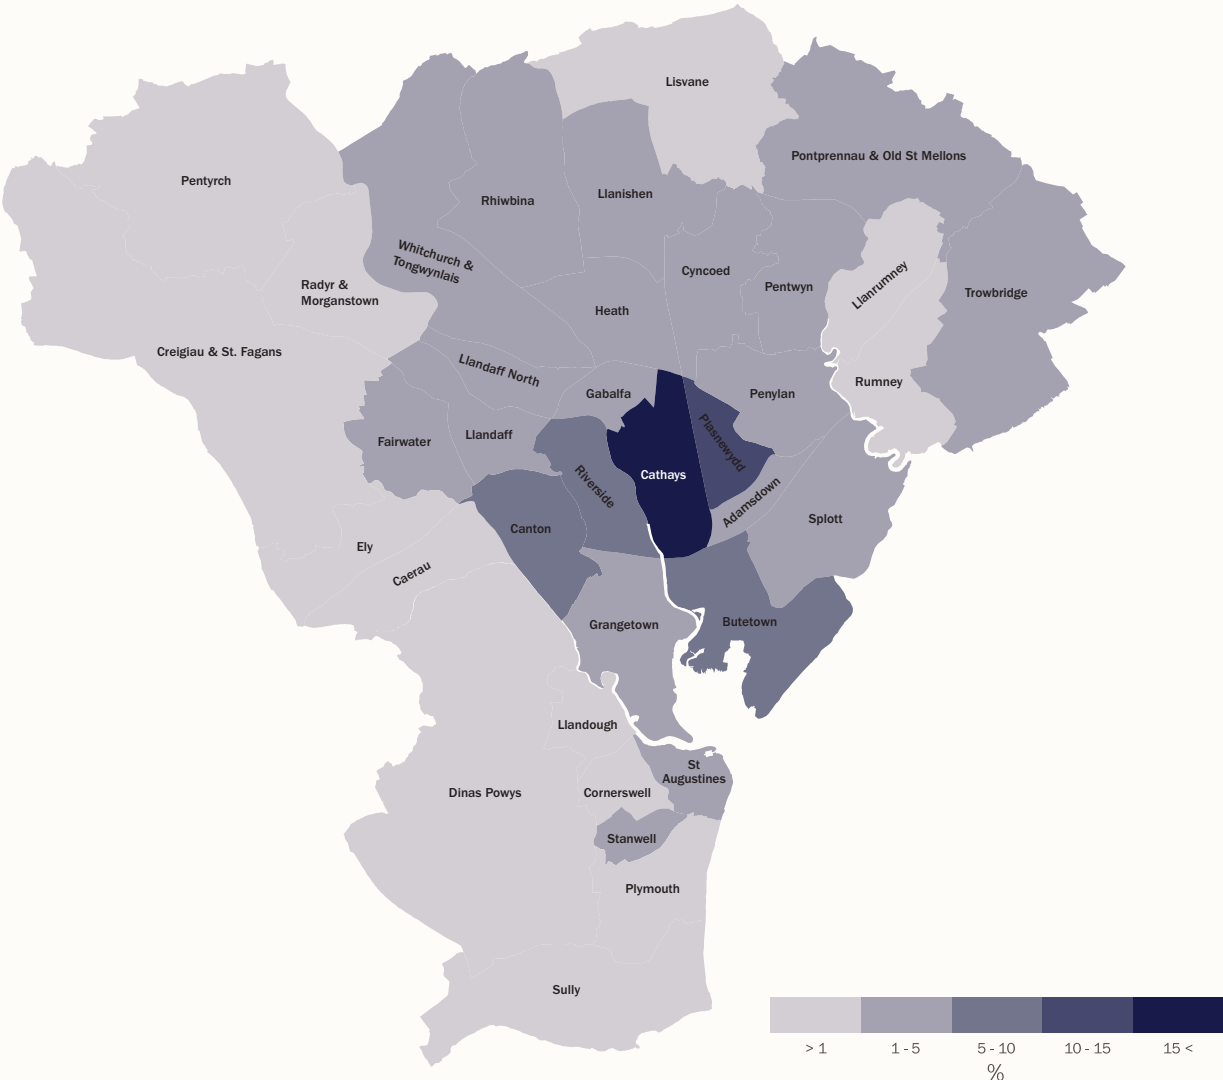 Lisvane
Pontprennau & Old St Mellons
Pentyrch
Rhiwbina
Llanishen
Whitchurch &
Tongwynlais
Cyncoed
Pentwyn
Llanrumney
Trowbridge
Radyr &
Morganstown
Heath
Creigiau & St. Fagans
Llandaff North
Gabalfa
Penylan
Rumney
Fairwater
Llandaff
Plasnewydd
Cathays
Riverside
Adamsdown
Splott
Canton
Ely
Caerau
Grangetown
Butetown
Llandough
St
Augustines
Dinas Powys
Cornerswell
Stanwell
Plymouth
Sully
> 1
1 - 5
5 - 10
10 - 15
15 <
%